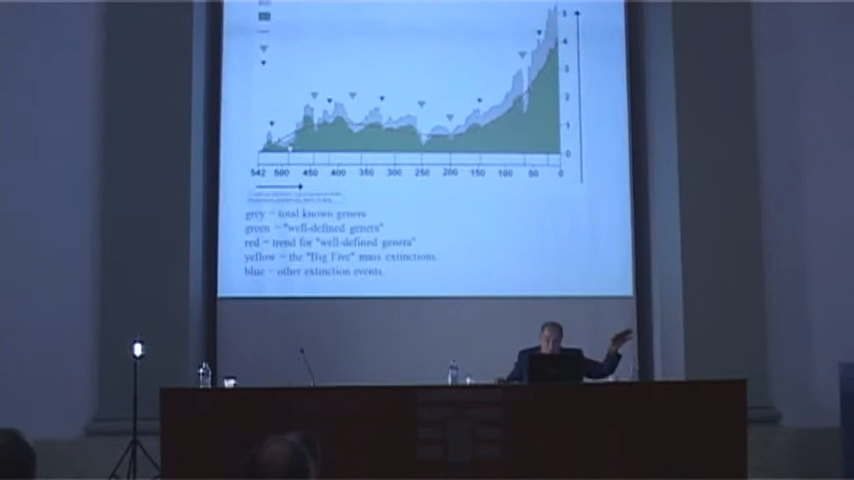 5
4
3
2
1
0
542 500 450 400 350 300 250 200 150 100 50 0
grey = total known genera
green = "well-defined genera"
red = trend for "well-defined genera"
yellow = the "Big Five" mass extinctions.
blue = other extinction events.